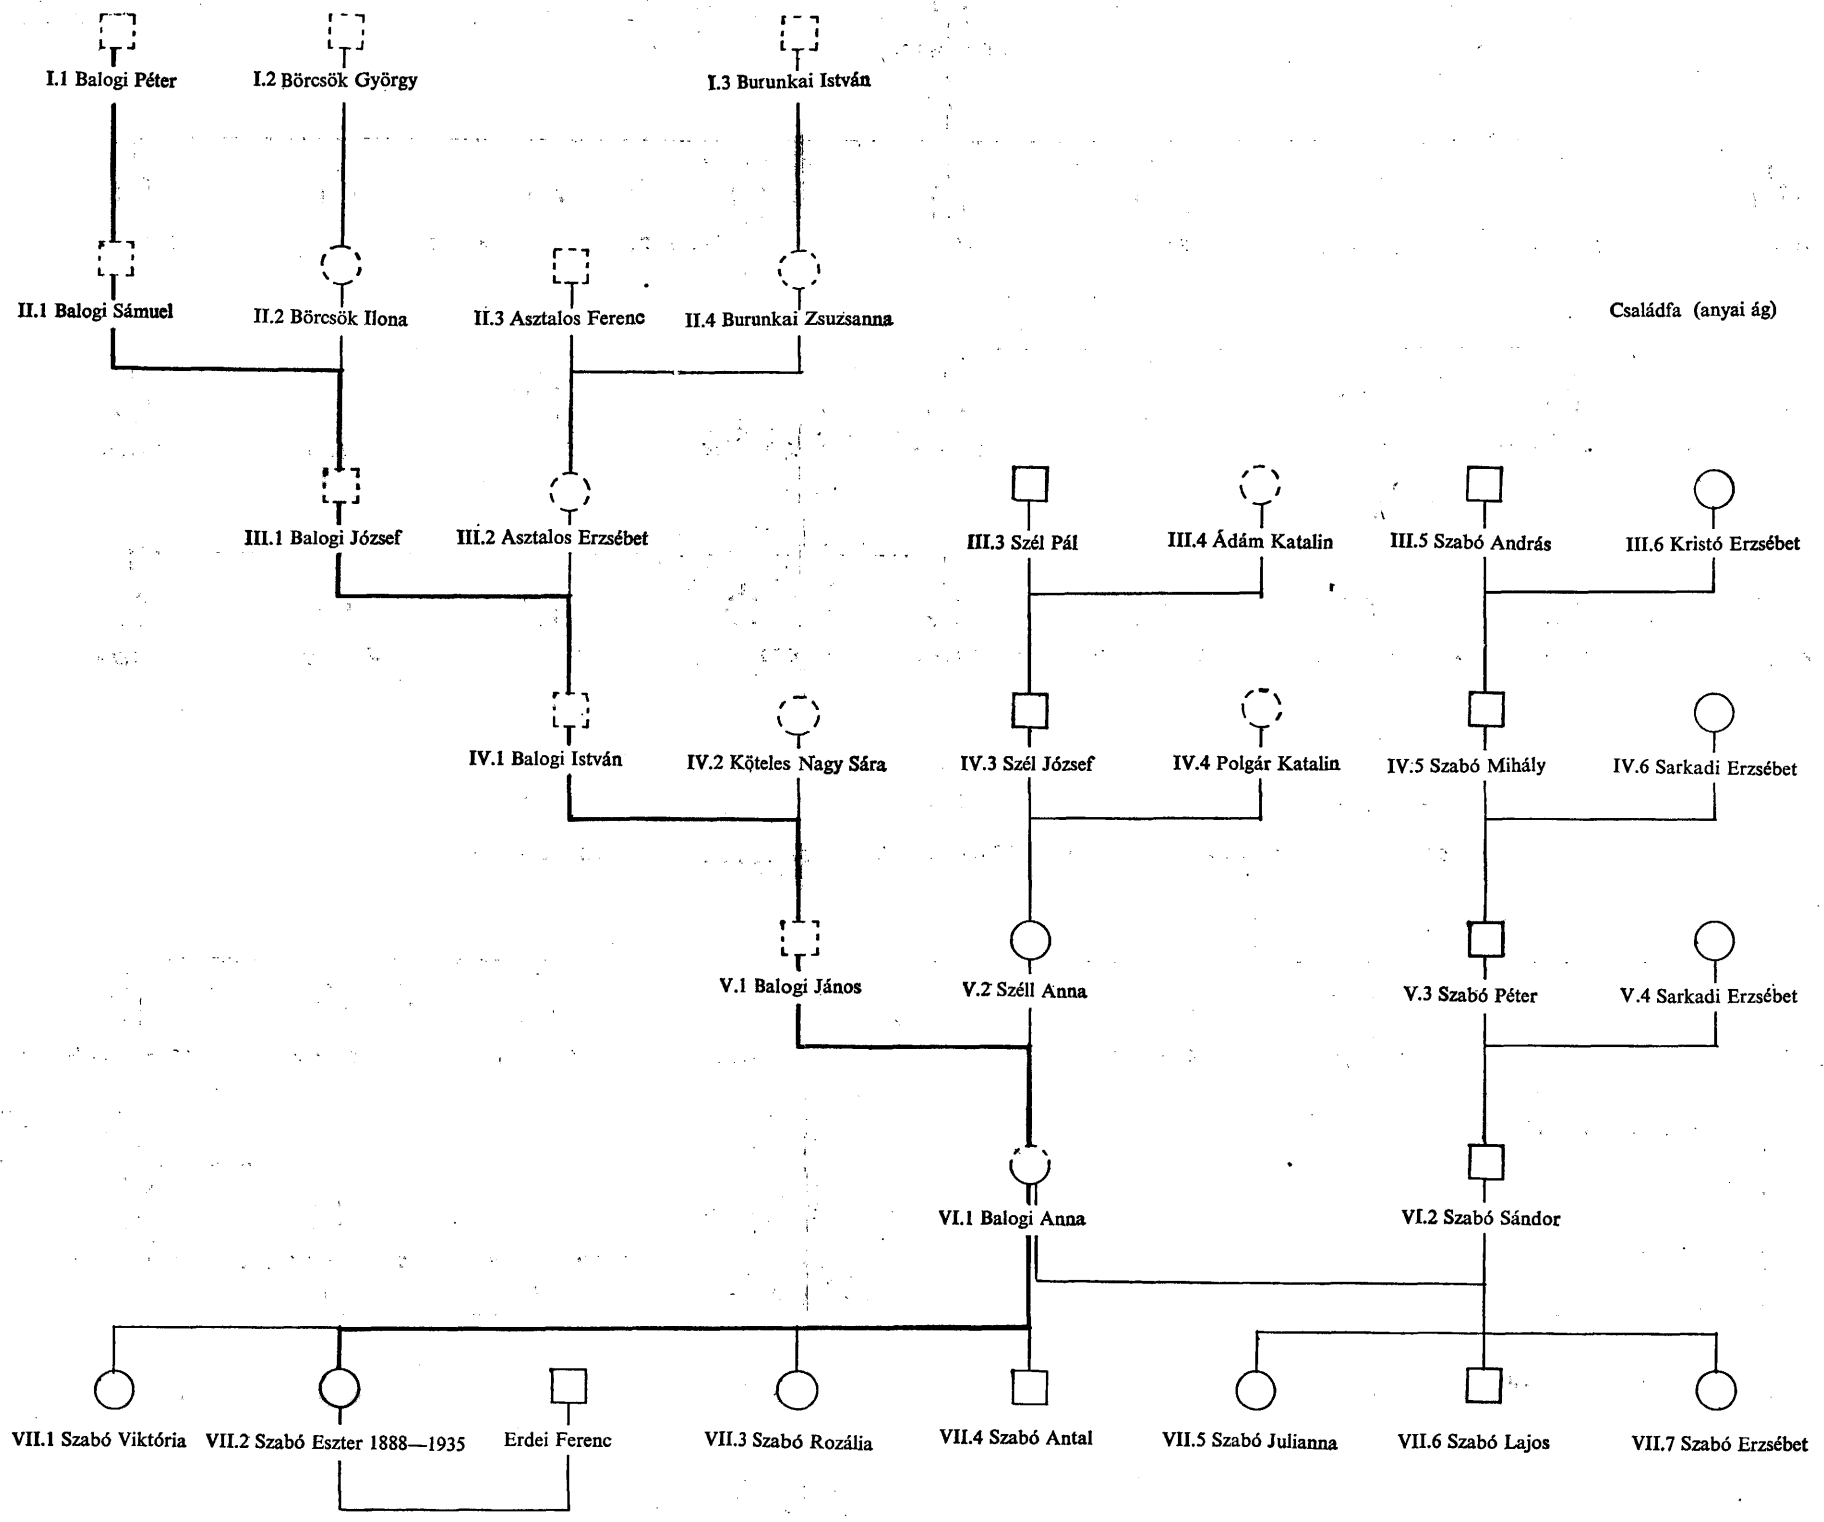 I.1 Balogi Péter
I.2 Börcsök György
I.3 Burunkai István
II.1 Balogi Sámuel
II.2 Börcsök Ilona
II.3 Asztalos Ferenc
II.4 Burunkai Zsuzsanna
Családfa (anyai ág)
III.1 Balogi József
III.2 Asztalos Erzsébet
III.3 Szél Pál
III.4 Ádám Katalin
III.5 Szabó András
III.6 Kristó Erzsébet
IV.1 Balogi István
IV.2 Köteles Nagy Sára
IV.3 Szél József
IV.4 Polgár Katalin
IV.5 Szabó Mihály
IV.6 Sarkadi Erzsébet
V.1 Balogi János
V.2 Széll Anna
V.3 Szabó Péter
V.4 Sarkadi Erzsébet
VI.1 Balogi Anna
VI.2 Szabó Sándor
VII.1 Szabó Viktória
VII.2 Szabó Eszter 1888—1935
Erdei Ferenc
VII.3 Szabó Rozália
VII.4 Szabó Antal
VII.5 Szabó Julianna
VII.6 Szabó Lajos
VII.7 Szabó Erzsébet